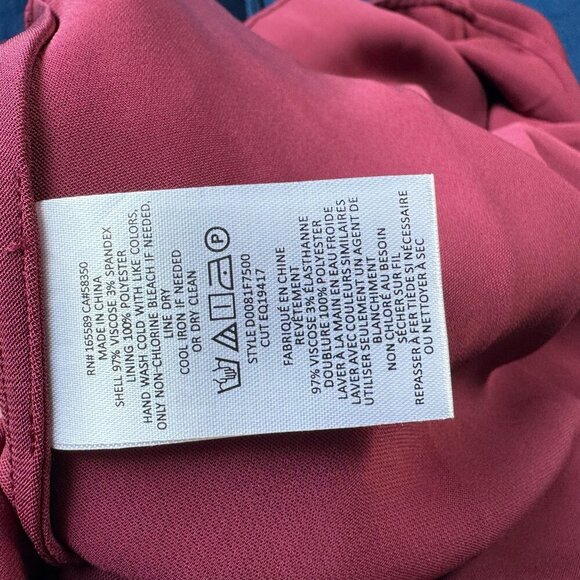 RN# 165589 CA#58350
MADE IN CHINA
SHELL 97% VISCOSE 3% SPANDEX
LINING 100% POLYESTER
HAND WASH COLD WITH LIKE COLORS,
ONLY NON-CHLORINE BLEACH IF NEEDED,
LINE DRY
COOL IRON IF NEEDED
OR DRY CLEAN
P
STYLE D0081F7500
CUT EQ19417
FABRIQUÉ EN CHINE
REVÊTEMENT
97% VISCOSE 3% ÉLASTHANNE
DOUBLURE 100% POLYESTER
LAVER À LA MAIN EN EAU FROIDE
LAVER AVEC COULEURS SIMILAIRES
UTILISER SEULEMENT UN AGENT DE
BLANCHIMENT
NON CHLORÉ AU BESOIN
SÉCHER SUR FIL
REPASSER À FER TIÈDE SI NÉCESSAIRE
OU NETTOYER À SEC